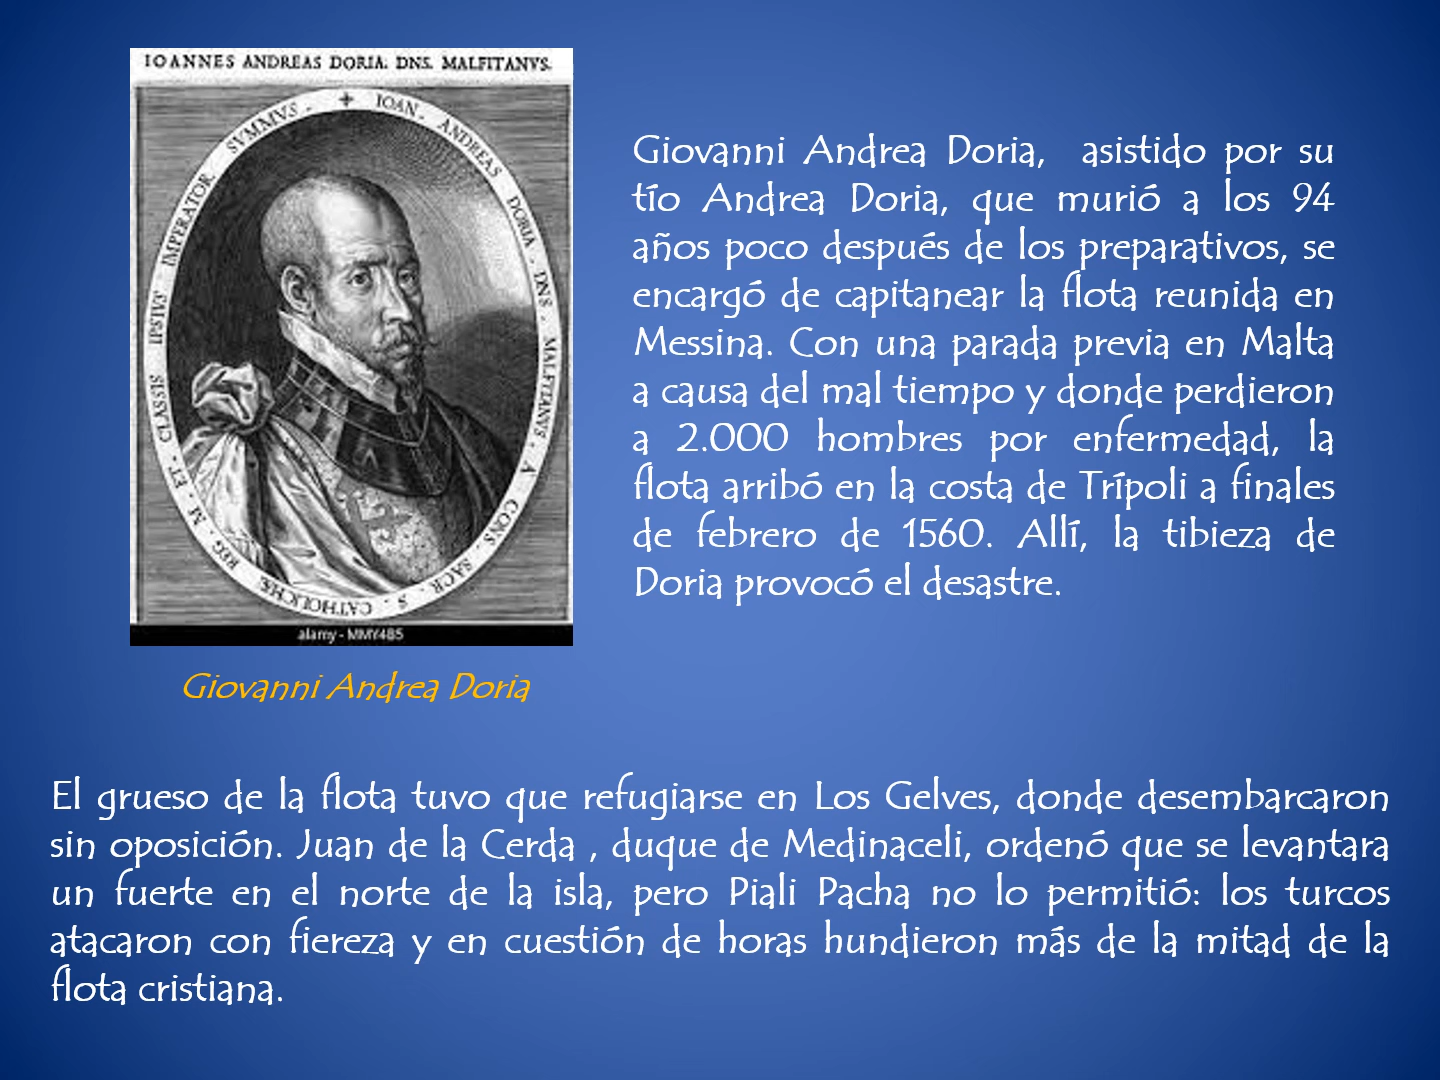 IOANNES ANDREAS DORIA. DNS. MALFITANVS.
✝ IOAN. ANDREAS DORIA. DNS. MALFITANVS. A CONS. SACR. S. CATHOLICHÆ REG. M. ET. CLASSIS IPSIVS IMPERATOR. SVMMVS.
alamy - MMY4B5
Giovanni Andrea Doria
Giovanni Andrea Doria, asistido por su
tío Andrea Doria, que murió a los 94
años poco después de los preparativos, se
encargó de capitanear la flota reunida en
Messina. Con una parada previa en Malta
a causa del mal tiempo y donde perdieron
a 2.000 hombres por enfermedad, la
flota arribó en la costa de Trípoli a finales
de febrero de 1560. Allí, la tibieza de
Doria provocó el desastre.
El grueso de la flota tuvo que refugiarse en Los Gelves, donde desembarcaron
sin oposición. Juan de la Cerda , duque de Medinaceli, ordenó que se levantara
un fuerte en el norte de la isla, pero Piali Pacha no lo permitió: los turcos
atacaron con fiereza y en cuestión de horas hundieron más de la mitad de la
flota cristiana.